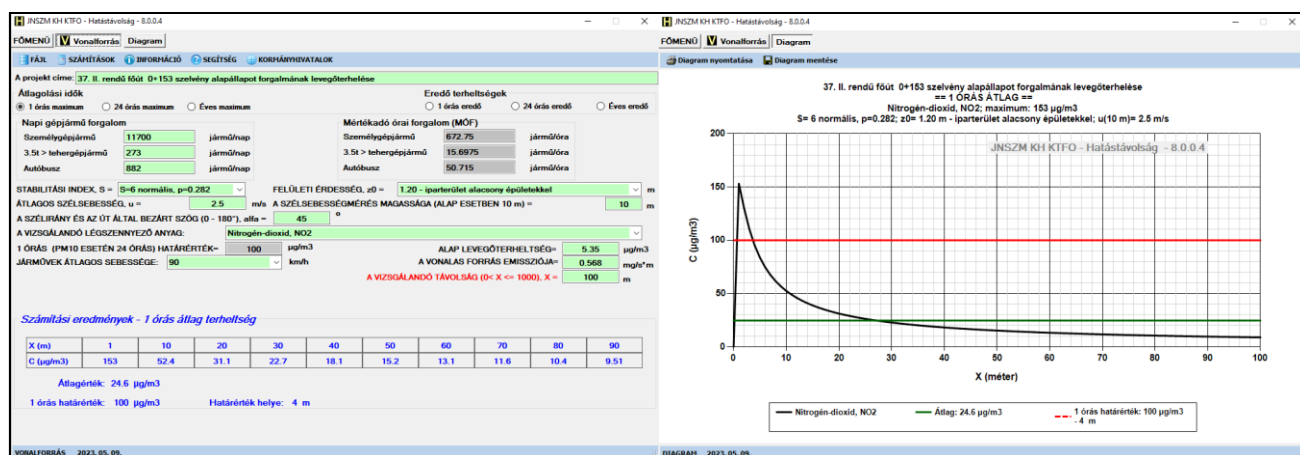 JNSZM KH KTFO - Hatástávolság - 8.0.0.4
FŐMENÜ Vonalforrás Diagram
FÁJL SZÁMÍTÁSOK INFORMÁCIÓ SEGÍTSÉG KORMÁNYHIVATALOK
A projekt címe: 37. II. rendű főút 0+153 szelvény alapállapot forgalmának levegőterhelése
Átlagolási idők
Eredő terheltségek
1 órás maximum 24 órás maximum Éves maximum
1 órás eredő 24 órás eredő Éves eredő
Napi gépjármű forgalom
Mértékadó órai forgalom (MÓF)
Személygépjármű 11700 jármű/nap
Személygépjármű 672.75 jármű/óra
3.5t > tehergépjármű 273 jármű/nap
3.5t > tehergépjármű 15.6975 jármű/óra
Autóbusz 882 jármű/nap
Autóbusz 50.715 jármű/óra
STABILITÁSI INDEX, S = S=6 normális, p=0.282 FELÜLETI ÉRDESSÉG, z0 = 1.20 - iparterület alacsony épületekkel m
ÁTLAGOS SZÉLSEBESSÉG, u = 2.5 m/s A SZÉLSEBESSÉGMÉRÉS MAGASSÁGA (ALAP ESETBEN 10 m) = 10 m
A SZÉLIRÁNY ÉS AZ ÚT ÁLTAL BEZÁRT SZÖG (0 - 180°), alfa = 45 °
A VIZSGÁLANDÓ LÉGSZENNYEZŐ ANYAG: Nitrogén-dioxid, NO2
1 ÓRÁS (PM10 ESETÉN 24 ÓRÁS) HATÁRÉRTÉK= 100 µg/m3 ALAP LEVEGŐTERHELTSÉG= 5.35 µg/m3
JÁRMŰVEK ÁTLAGOS SEBESSÉGE: 90 km/h A VONALAS FORRÁS EMISSZIÓJA= 0.568 mg/s*m
A VIZSGÁLANDÓ TÁVOLSÁG (0< X <= 1000), X = 100 m
Számítási eredmények - 1 órás átlag terheltség
X (m) 1 10 20 30 40 50 60 70 80 90
C (µg/m3) 153 52.4 31.1 22.7 18.1 15.2 13.1 11.6 10.4 9.51
Átlagérték: 24.6 µg/m3
1 órás határérték: 100 µg/m3 Határérték helye: 4 m
VONALFORRÁS 2023. 05. 09.
JNSZM KH KTFO - Hatástávolság - 8.0.0.4
FŐMENÜ Vonalforrás Diagram
Diagram nyomtatása Diagram mentése
37. II. rendű főút 0+153 szelvény alapállapot forgalmának levegőterhelése
== 1 ÓRÁS ÁTLAG ==
Nitrogén-dioxid, NO2; maximum: 153 µg/m3
S= 6 normális, p=0.282; z0= 1.20 m - iparterület alacsony épületekkel; u(10 m)= 2.5 m/s
JNSZM KH KTFO - Hatástávolság - 8.0.0.4
C (µg/m3)
200
150
100
50
0
0 10 20 30 40 50 60 70 80 90 100
X (méter)
Nitrogén-dioxid, NO2 Átlag: 24.6 µg/m3 1 órás határérték: 100 µg/m3
- 4 m
DIAGRAM 2023. 05. 09.